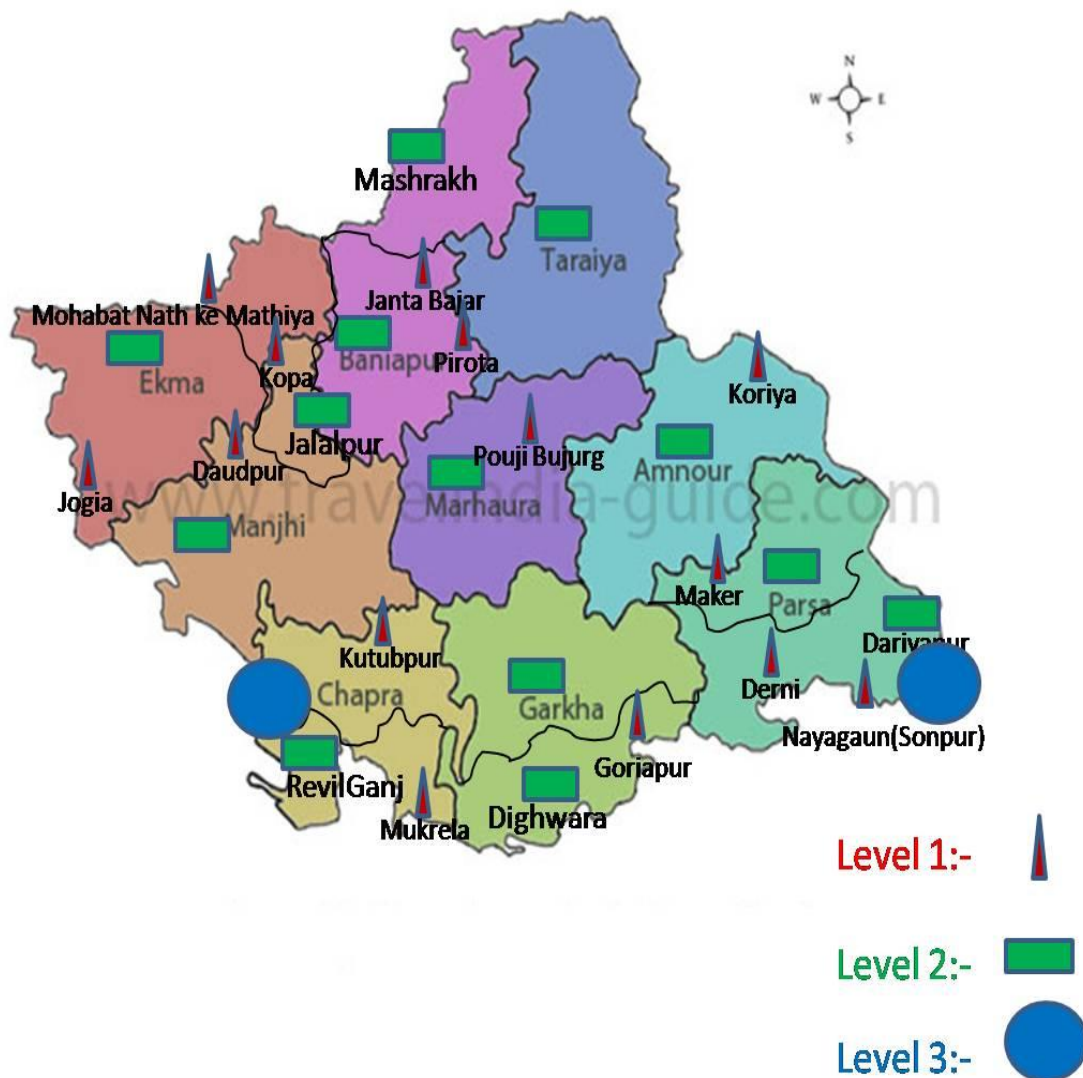 N
W E
S
Mashrakh
Taraiya
Janta Bajar
Mohabat Nath ke Mathiya
Baniapu
Pirota
Kopa
Ekma
Koriya
Jalalpur
Daudpur
Pouji Bujurg
Amnour
Jogia
Marhaura
www.travelindia-guide.com
Manjhi
Maker
Parsa
Dariyapur
Kutubpur
Derni
Chapra
Garkha
Nayagaun(Sonpur)
Goriapur
RevilGanj
Dighwara
Mukrela
Level 1:-
Level 2:-
Level 3:-